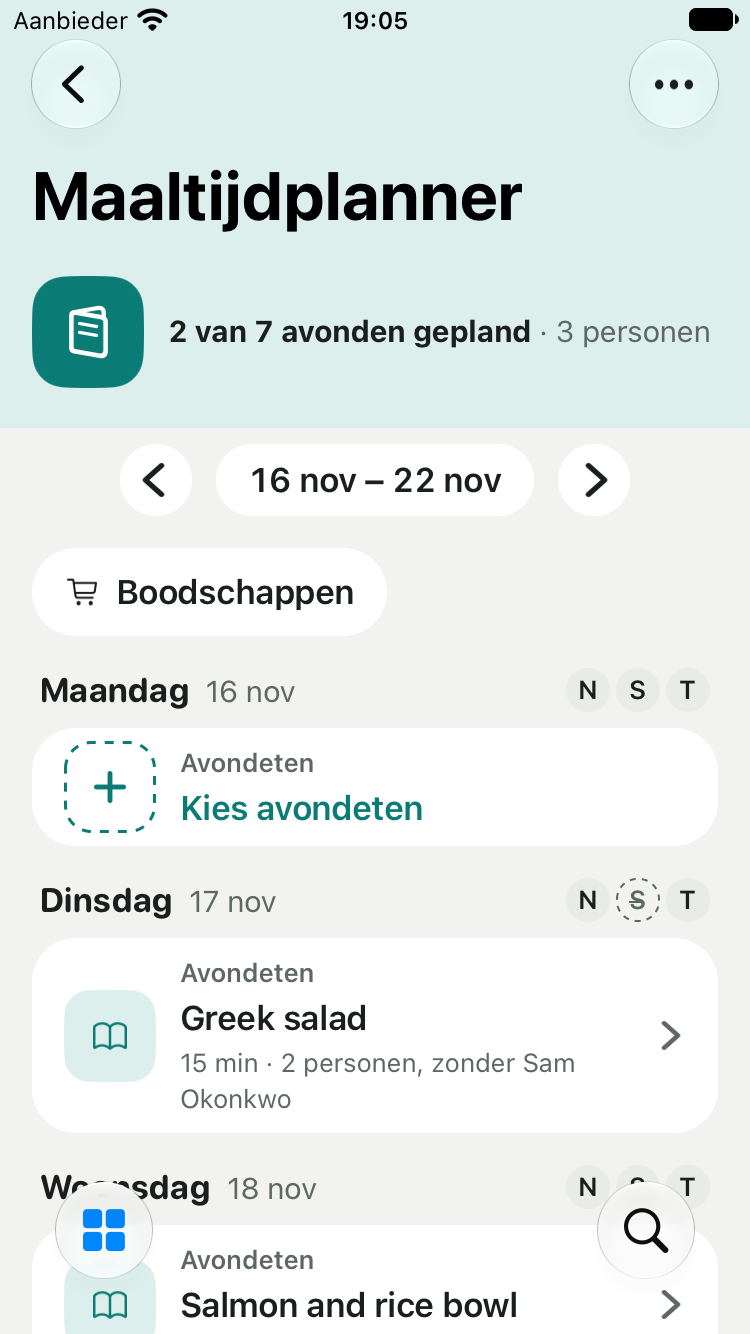 Aanbieder 19:05
Maaltijdplanner
2 van 7 avonden gepland · 3 personen
16 nov – 22 nov
Boodschappen
Maandag 16 nov N S T
Avondeten
Kies avondeten
Dinsdag 17 nov N S T
Avondeten
Greek salad
15 min · 2 personen, zonder Sam
Okonkwo
Woensdag 18 nov N S T
Avondeten
Salmon and rice bowl